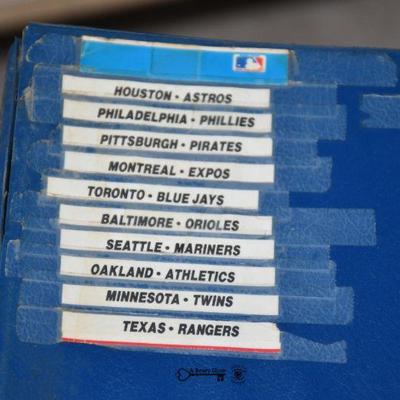 HOUSTON • ASTROS
PHILADELPHIA • PHILLIES
PITTSBURGH • PIRATES
MONTREAL • EXPOS
TORONTO • BLUE JAYS
BALTIMORE • ORIOLES
SEATTLE • MARINERS
OAKLAND • ATHLETICS
MINNESOTA • TWINS
TEXAS • RANGERS